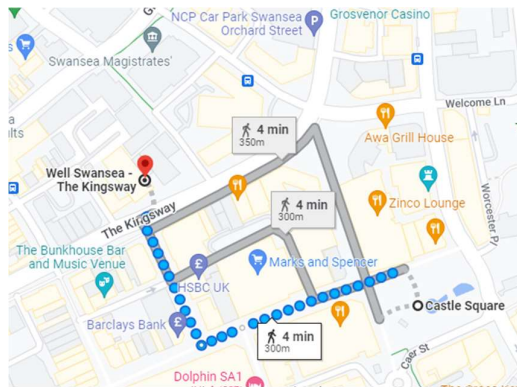 NCP Car Park Swansea
Orchard Street
Grosvenor Casino
Swansea Magistrates'
Welcome Ln
4 min
350m
Awa Grill House
Well Swansea -
The Kingsway
4 min
300m
Zinco Lounge
Worcester Pl
The Kingsway
The Bunkhouse Bar
and Music Venue
Marks and Spencer
HSBC UK
Castle Square
Barclays Bank
4 min
300m
Caer St
Dolphin SA1